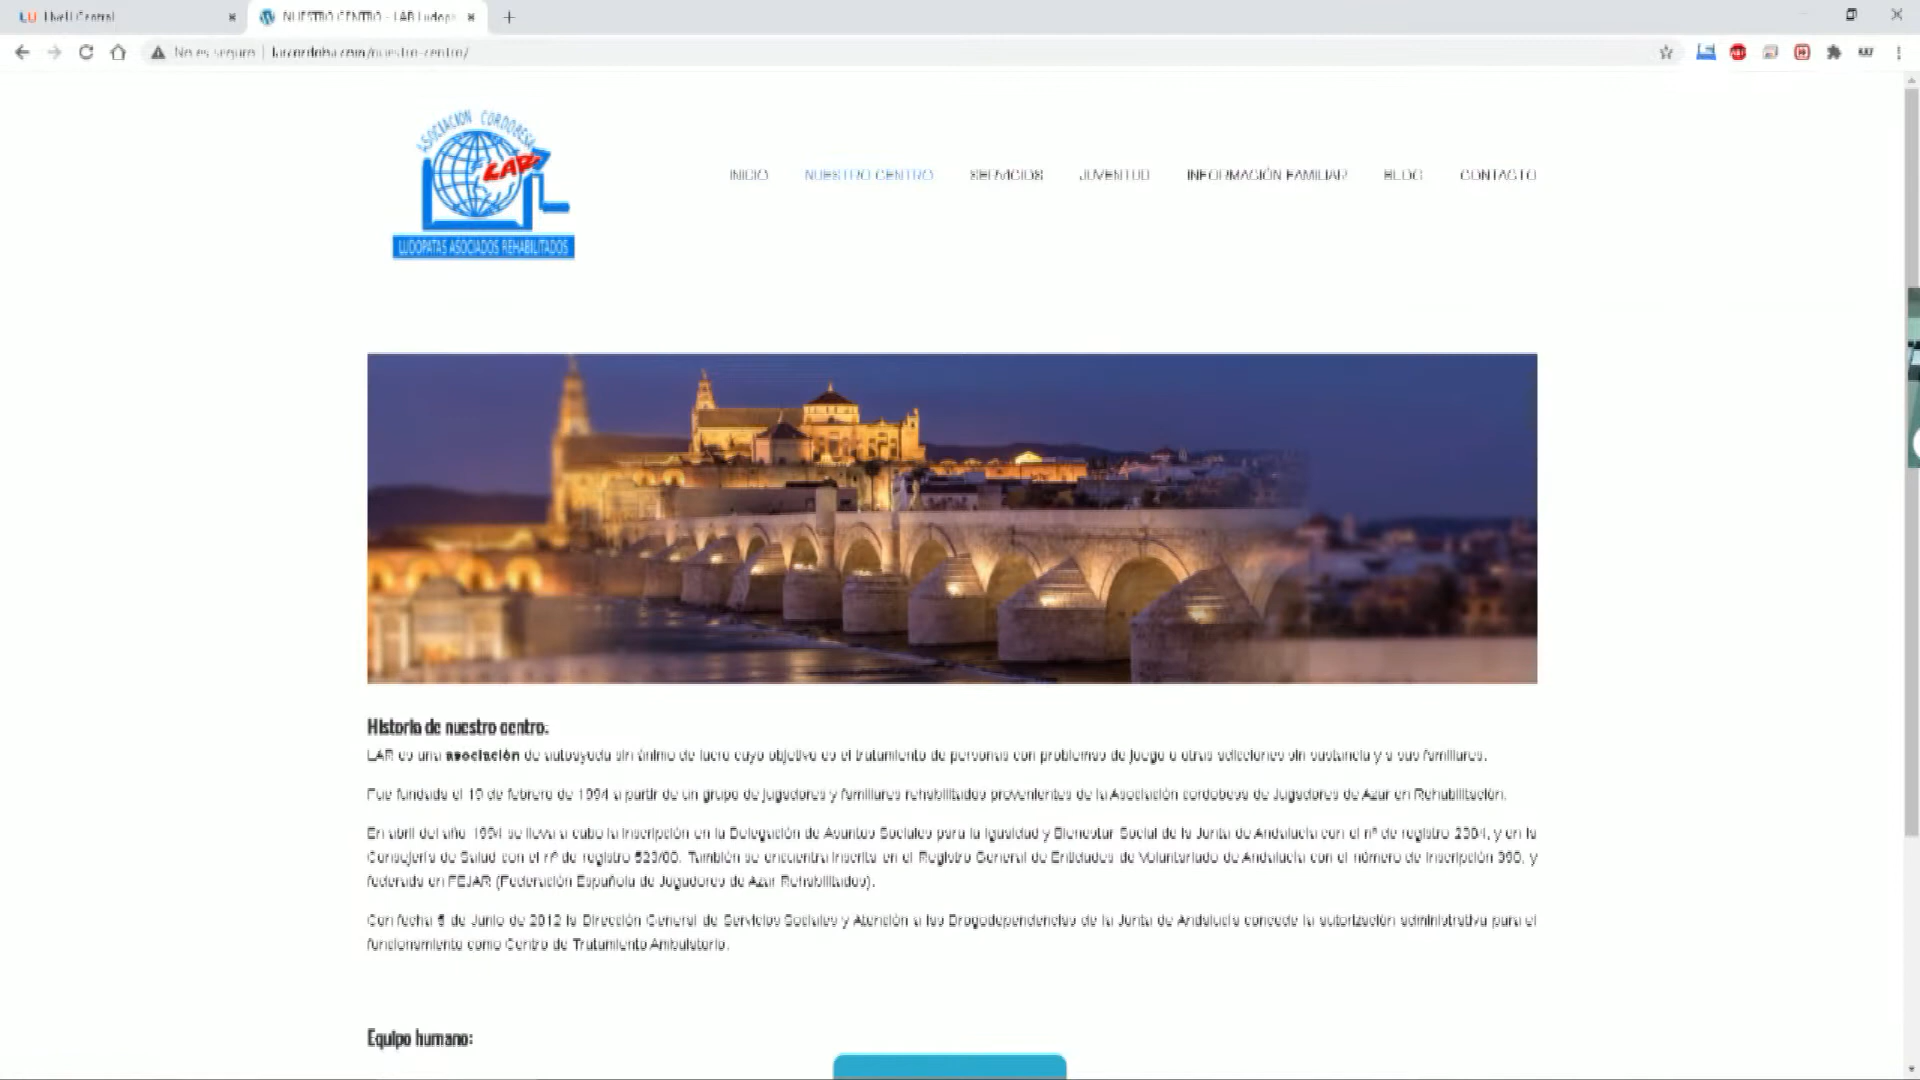 NUESTRO CENTRO - LAR Ludop
No es seguro | larcordoba.com/nuestro-centro/
ASOCIACIÓN CORDOBESA
LAR
LUDOPATAS ASOCIADOS REHABILITADOS
INICIO NUESTRO CENTRO SERVICIOS JUVENTUD INFORMACIÓN FAMILIAR BLOG CONTACTO
Historia de nuestro centro:
LAR es una asociación de autoayuda sin ánimo de lucro cuyo objetivo es el tratamiento de personas con problemas de juego u otras adicciones sin sustancia y a sus familiares.
Fue fundada el de febrero de 1994 a partir de un grupo de jugadores y familiares rehabilitados provenientes de la Asociación cordobesa de Jugadores de Azar en Rehabilitación.
En abril del año 1994 se lleva a cabo la inscripción en la Delegación de Asuntos Sociales para la Igualdad y Bienestar Social de la Junta de Andalucía con el nº de registro y en la
Consejería de Salud con el nº de registro También se encuentra inscrita en el Registro General de Entidades de Voluntariado de Andalucía con el número de inscripción y
federada en FEJAR (Federación Española de Jugadores de Azar Rehabilitados).
Con fecha 5 de Junio de 2012 la Dirección General de Servicios Sociales y Atención a las Drogodependencias de la Junta de Andalucía concede la autorización administrativa para el
funcionamiento como Centro de Tratamiento Ambulatorio.
Equipo humano: